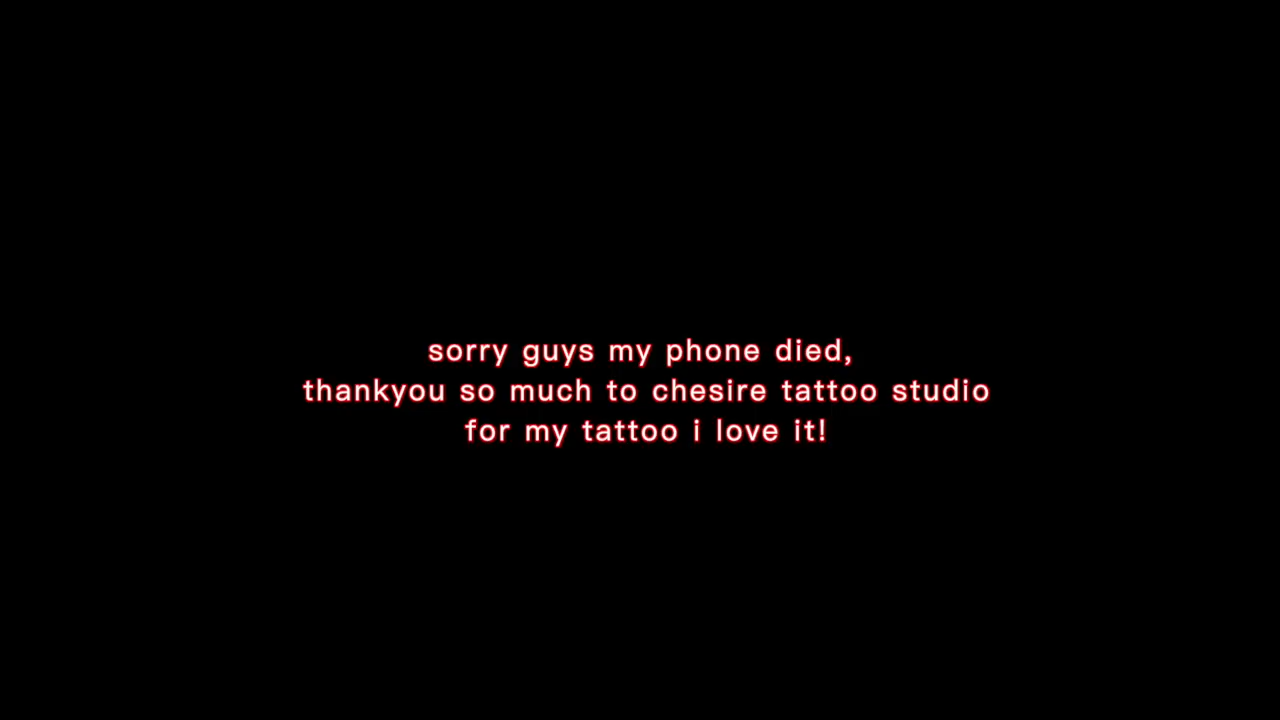 sorry guys my phone died,
thankyou so much to chesire tattoo studio
for my tattoo i love it!